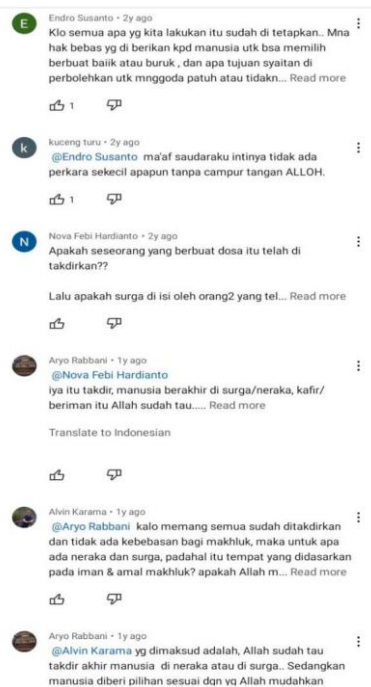 E
Endro Susanto • 2y ago
Klo semua apa yg kita lakukan itu sudah di tetapkan.. Mna
hak bebas yg di berikan kpd manusia utk bsa memilih
berbuat baiik atau buruk , dan apa tujuan syaitan di
perbolehkan utk mnggoda patuh atau tidakn... Read more
1
k
kuceng turu • 2y ago
@Endro Susanto ma'af saudaraku intinya tidak ada
perkara sekecil apapun tanpa campur tangan ALLOH.
1
N
Nova Febi Hardianto • 2y ago
Apakah seseorang yang berbuat dosa itu telah di
takdirkan??
Lalu apakah surga di isi oleh orang2 yang tel... Read more
Aryo Rabbani • 1y ago
@Nova Febi Hardianto
iya itu takdir, manusia berakhir di surga/neraka, kafir/
beriman itu Allah sudah tau..... Read more
Translate to Indonesian
Alvin Karama • 1y ago
@Aryo Rabbani kalo memang semua sudah ditakdirkan
dan tidak ada kebebasan bagi makhluk, maka untuk apa
ada neraka dan surga, padahal itu tempat yang didasarkan
pada iman & amal makhluk? apakah Allah m... Read more
Aryo Rabbani • 1y ago
@Alvin Karama yg dimaksud adalah, Allah sudah tau
takdir akhir manusia di neraka atau di surga.. Sedangkan
manusia diberi pilihan sesuai dgn yg Allah mudahkan